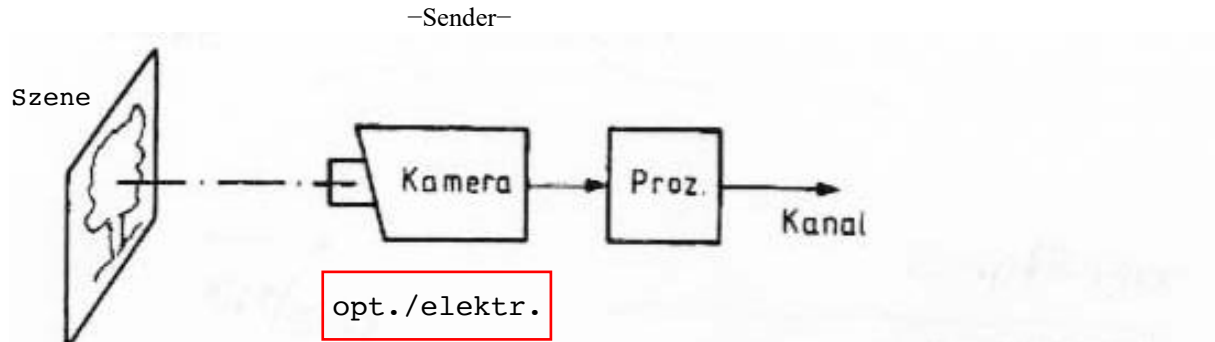 −Sender−
Szene
Kamera
Proz.
Kanal
opt./elektr.